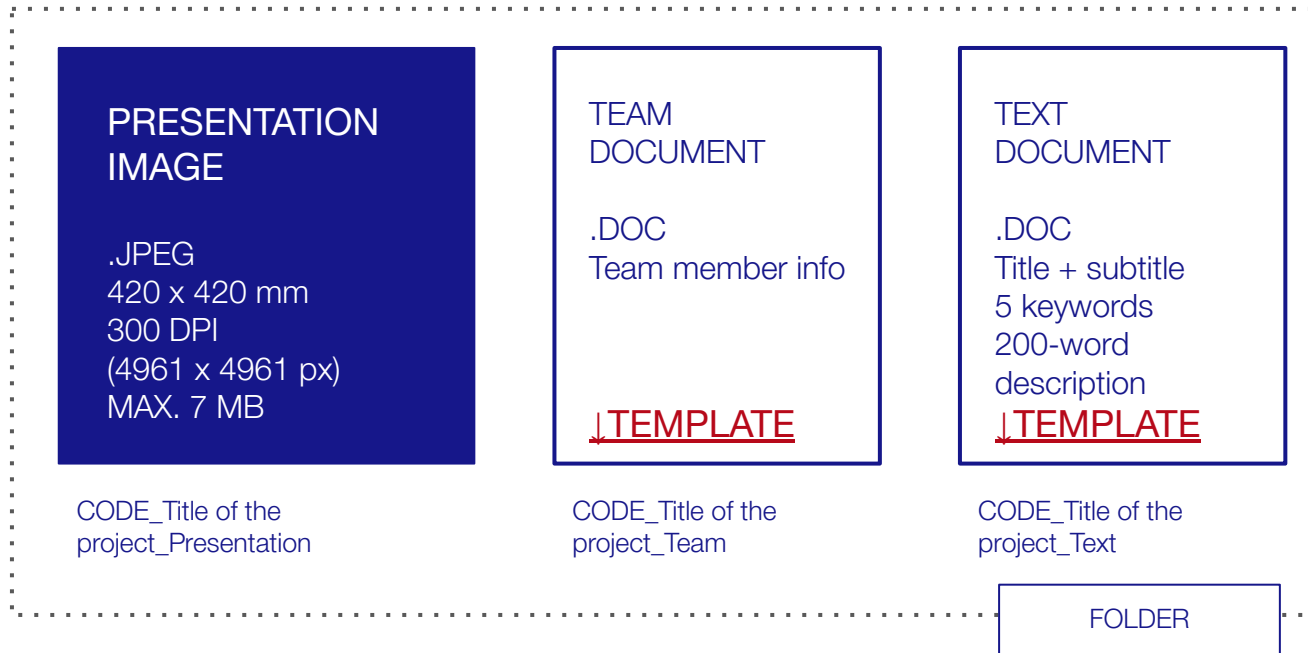 PRESENTATION
IMAGE
.JPEG
420 x 420 mm
300 DPI
(4961 x 4961 px)
MAX. 7 MB
CODE_Title of the
project_Presentation
TEAM
DOCUMENT
.DOC
Team member info
↓TEMPLATE
CODE_Title of the
project_Team
TEXT
DOCUMENT
.DOC
Title + subtitle
5 keywords
200-word
description
↓TEMPLATE
CODE_Title of the
project_Text
FOLDER